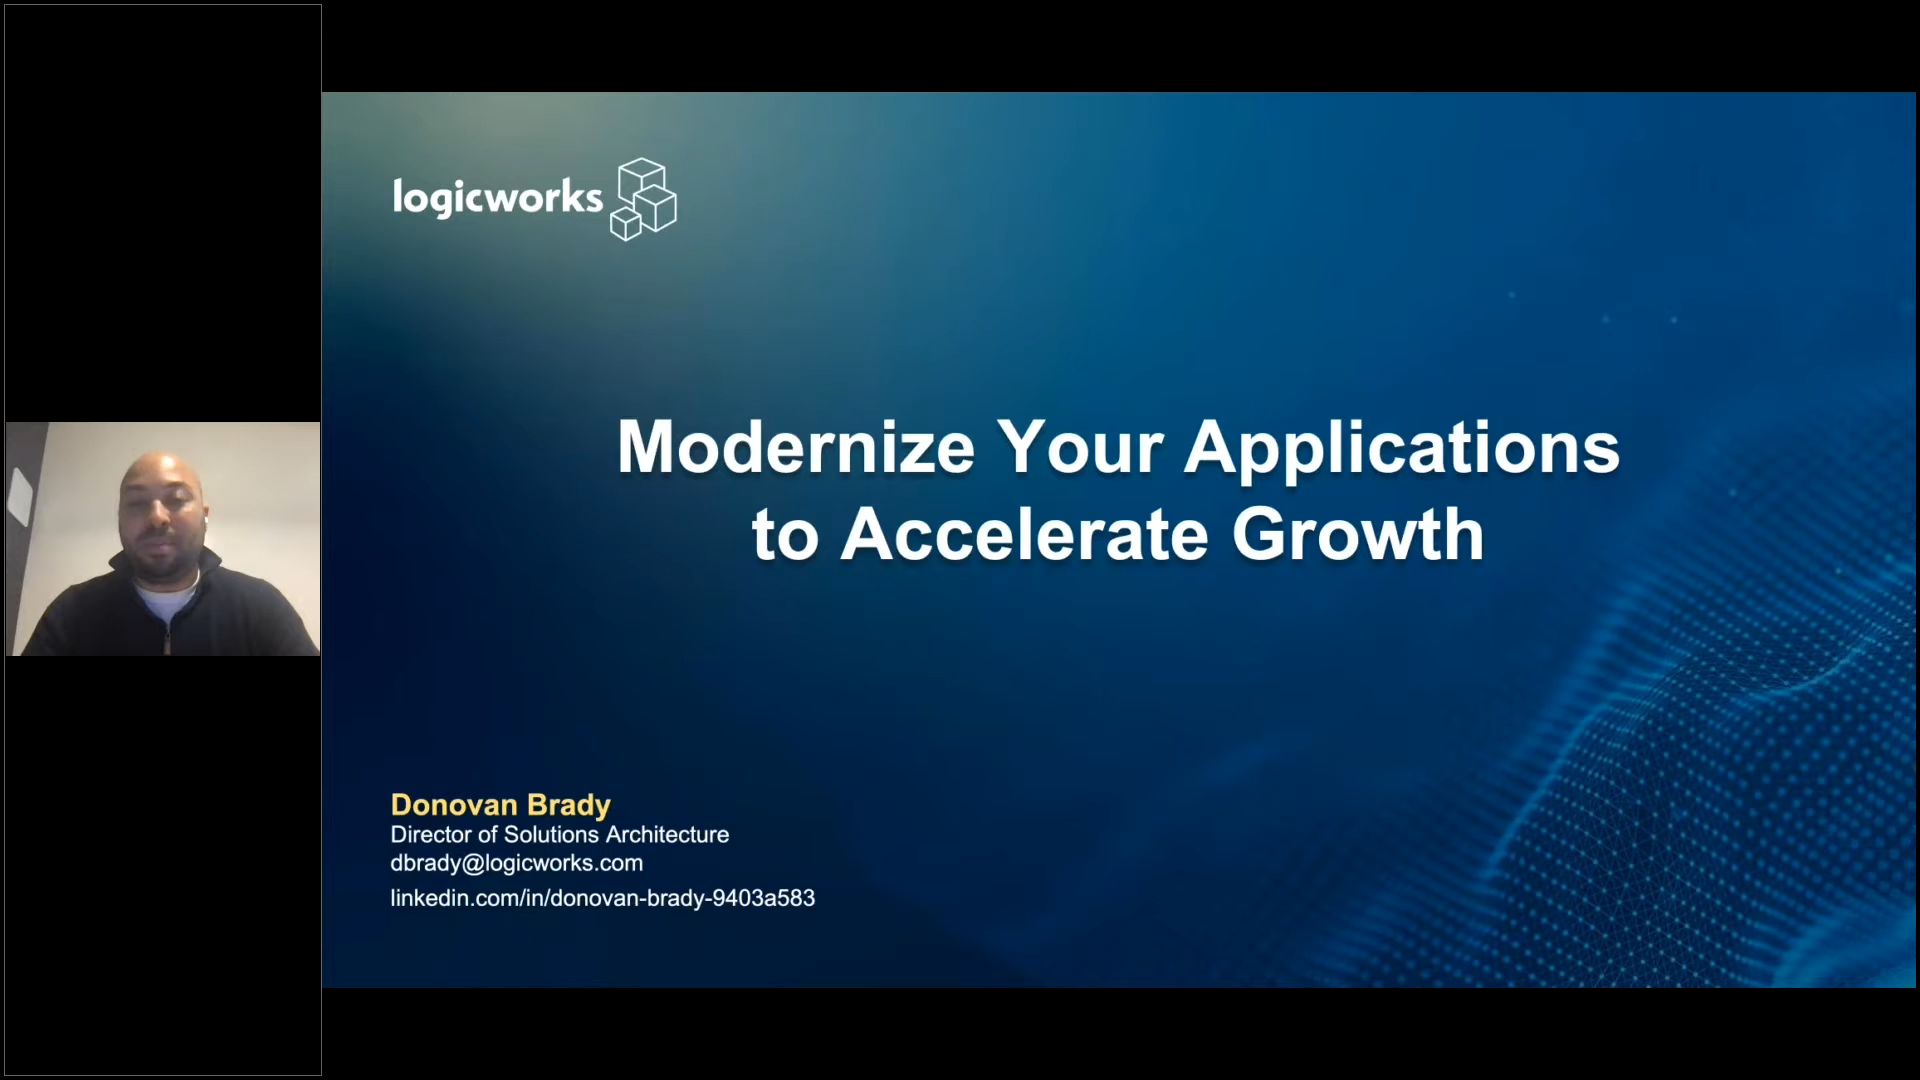 logicworks
Modernize Your Applications
to Accelerate Growth
Donovan Brady
Director of Solutions Architecture
dbrady@logicworks.com
linkedin.com/in/donovan-brady-9403a583